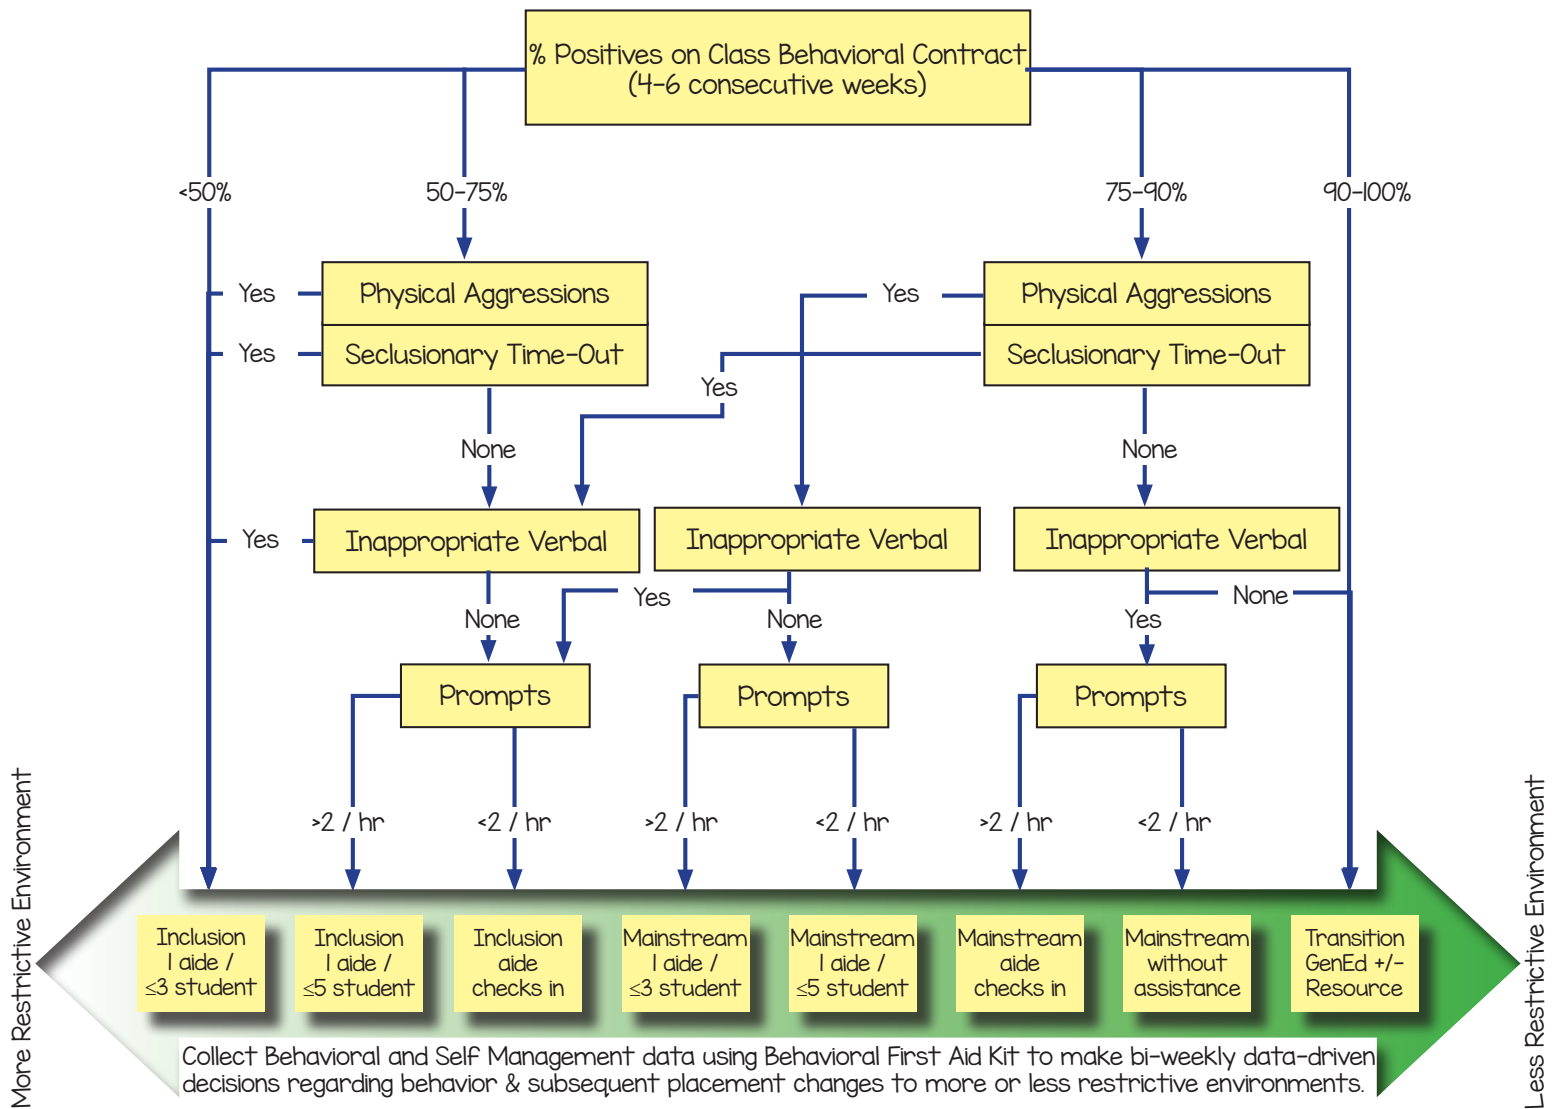 % Positives on Class Behavioral Contract
(4-6 consecutive weeks)
<50%
50-75%
75-90%
90-100%
Yes
Physical Aggressions
Yes
Physical Aggressions
Yes
Seclusionary Time-Out
Seclusionary Time-Out
Yes
None
None
Yes
Inappropriate Verbal
Inappropriate Verbal
Inappropriate Verbal
None
Yes
None
Yes
None
Prompts
Prompts
Prompts
>2 / hr
<2 / hr
>2 / hr
<2 / hr
>2 / hr
<2 / hr
More Restrictive Environment
Less Restrictive Environment
Inclusion
1 aide /
≤3 student
Inclusion
1 aide /
≤5 student
Inclusion
aide
checks in
Mainstream
1 aide /
≤3 student
Mainstream
1 aide /
≤5 student
Mainstream
aide
checks in
Mainstream
without
assistance
Transition
GenEd +/-
Resource
Collect Behavioral and Self Management data using Behavioral First Aid Kit to make bi-weekly data-driven
decisions regarding behavior & subsequent placement changes to more or less restrictive environments.